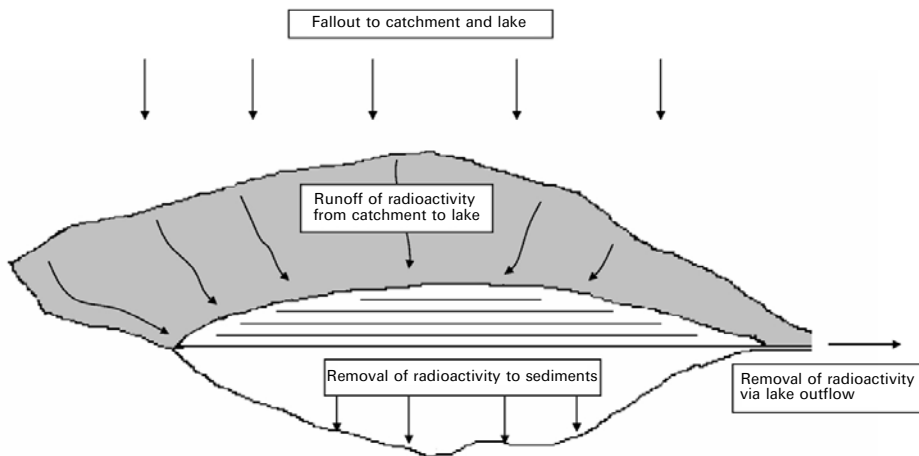 Fallout to catchment and lake
Runoff of radioactivity
from catchment to lake
Removal of radioactivity to sediments
Removal of radioactivity
via lake outflow